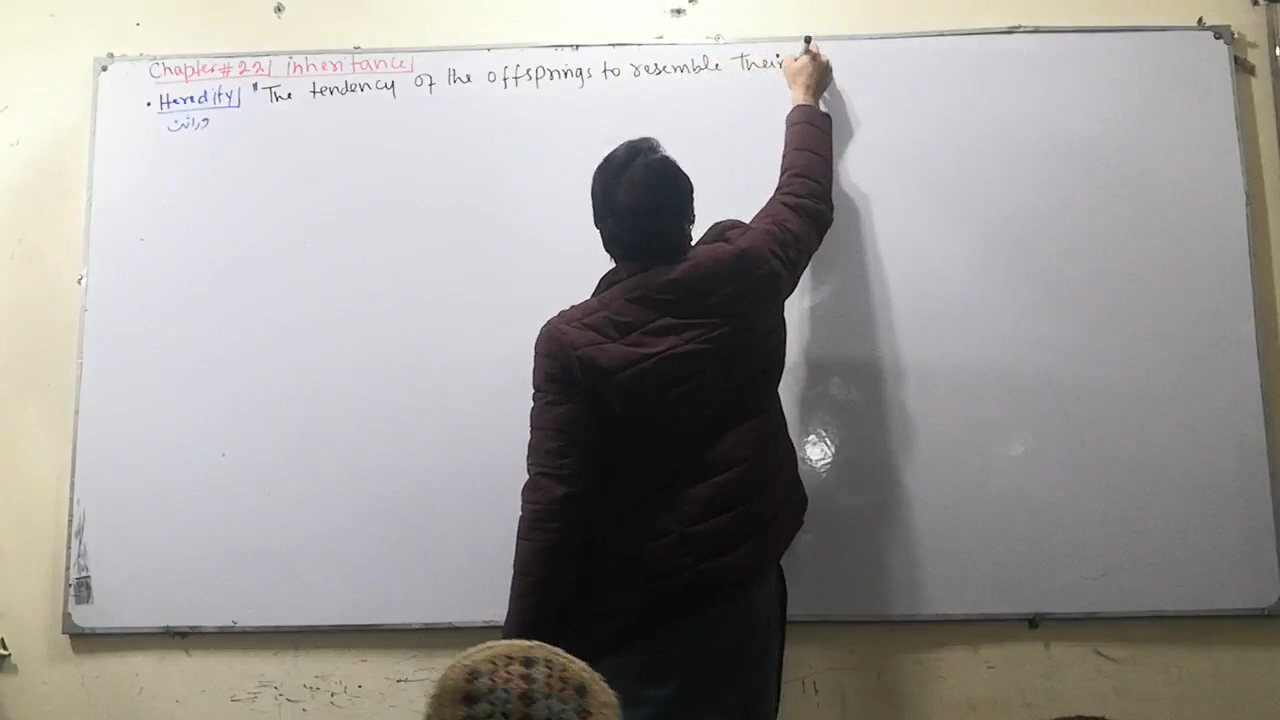 Chapter # 22 inheritance
• Heredity "The tendency of the offsprings to resemble their
وراثت